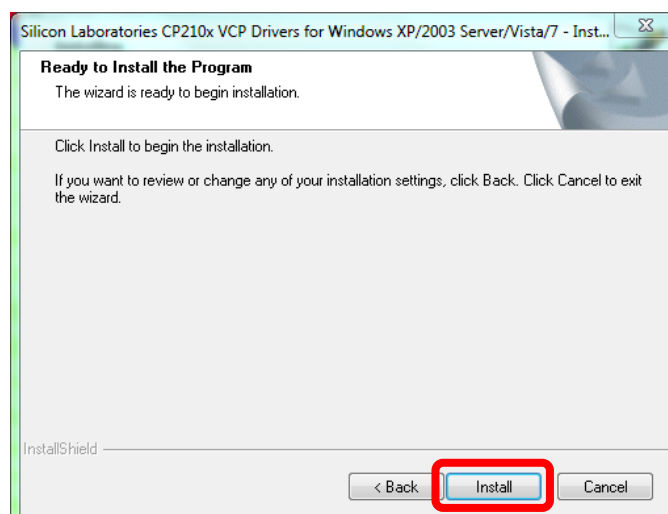 Silicon Laboratories CP210x VCP Drivers for Windows XP/2003 Server/Vista/7 - Inst...
Ready to Install the Program
The wizard is ready to begin installation.
Click Install to begin the installation.
If you want to review or change any of your installation settings, click Back. Click Cancel to exit
the wizard.
InstallShield
< Back Install Cancel